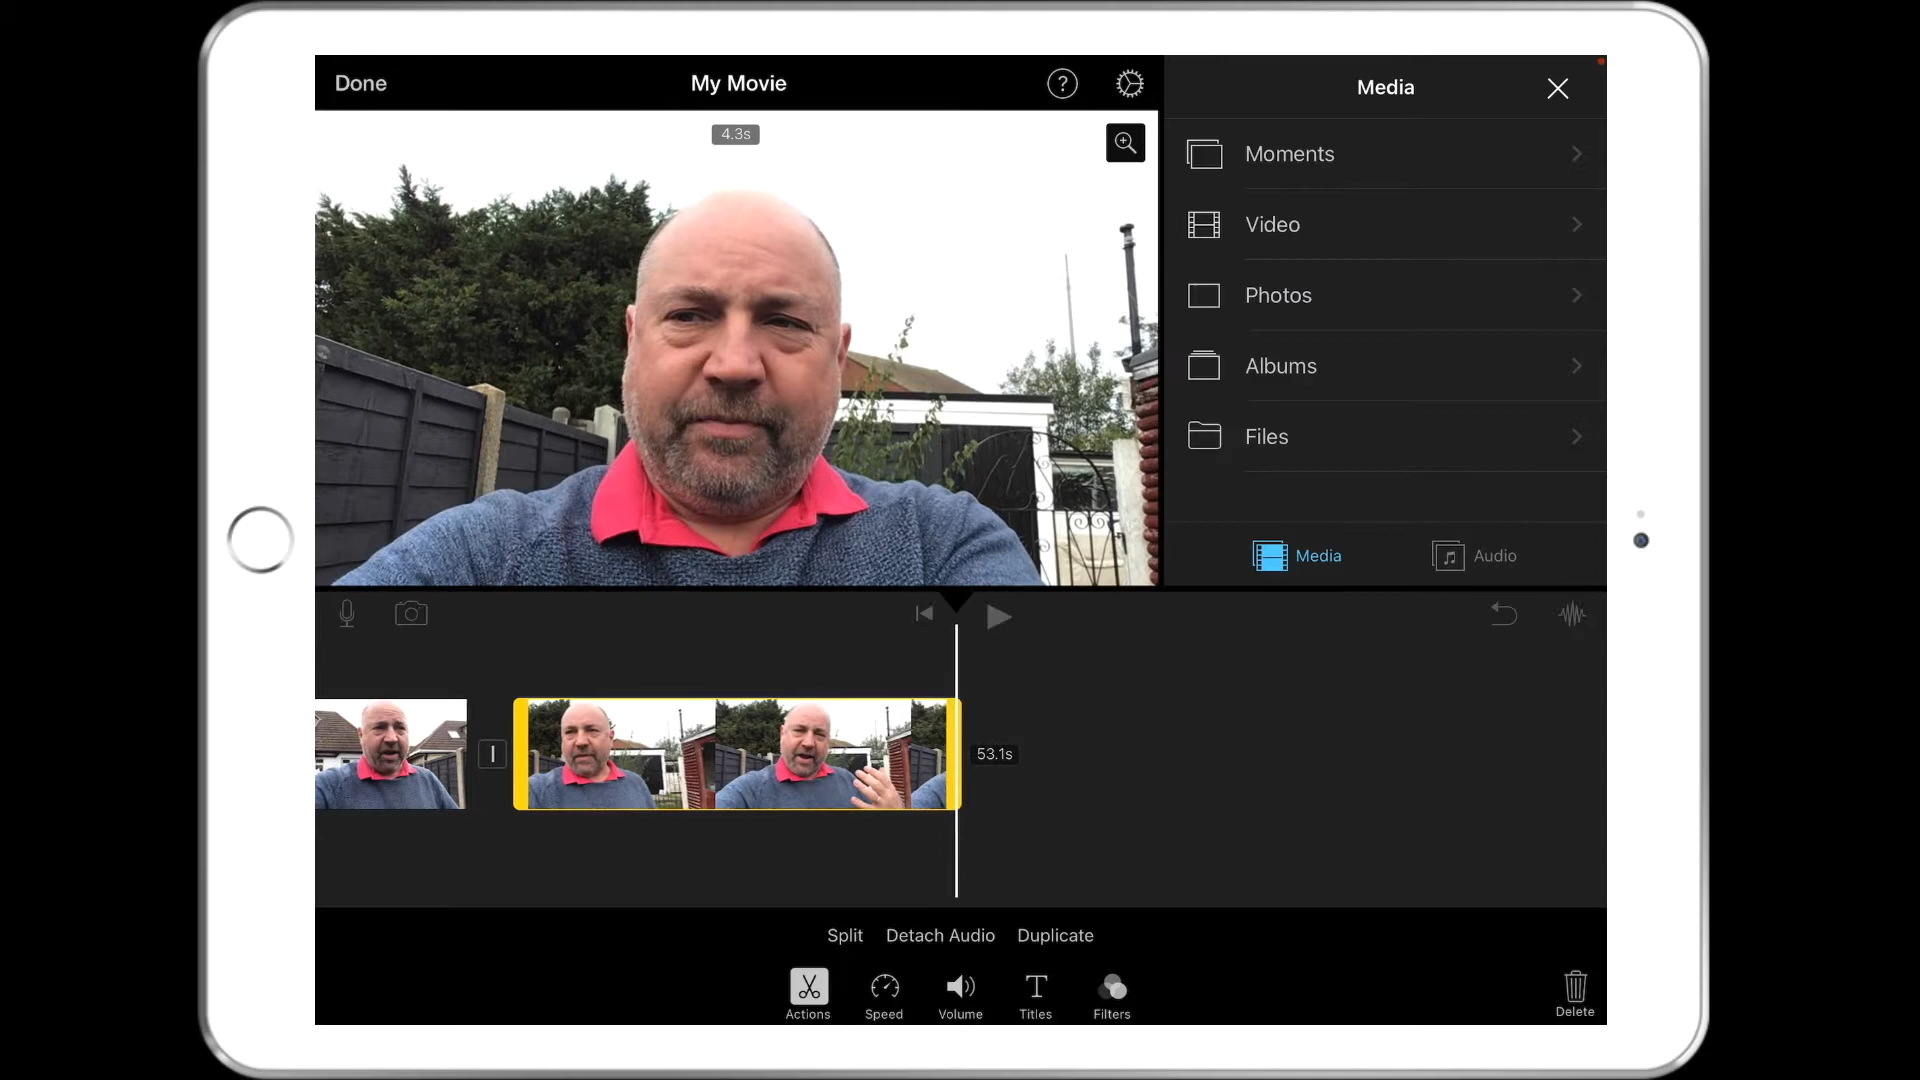 Done
My Movie
?
Media
4.3s
Moments
Video
Photos
Albums
Files
Media
Audio
53.1s
Split
Detach Audio
Duplicate
Actions
Speed
Volume
T
Titles
Filters
Delete